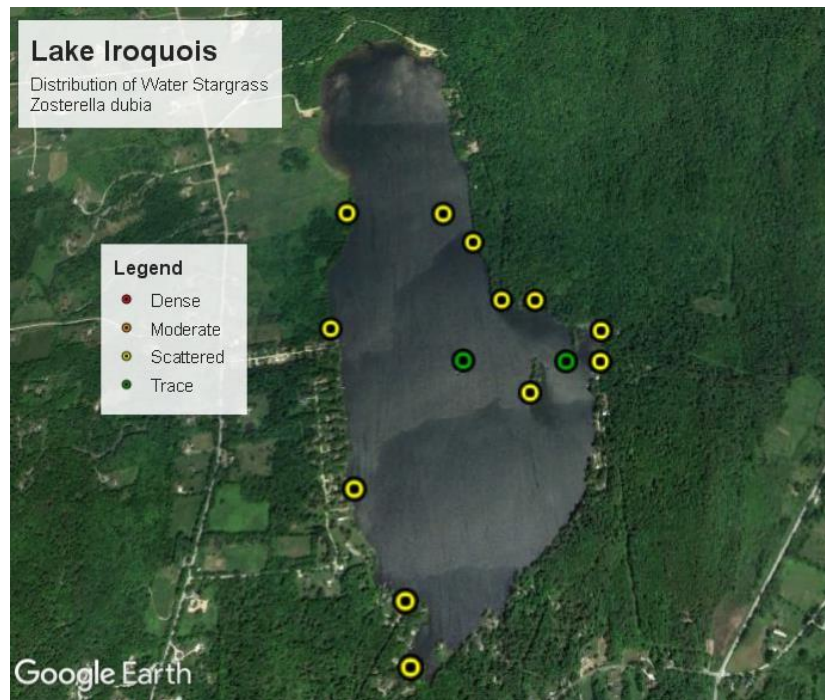 Lake Iroquois
Distribution of Water Stargrass
Zosterella dubia
Legend
Dense
Moderate
Scattered
Trace
Google Earth